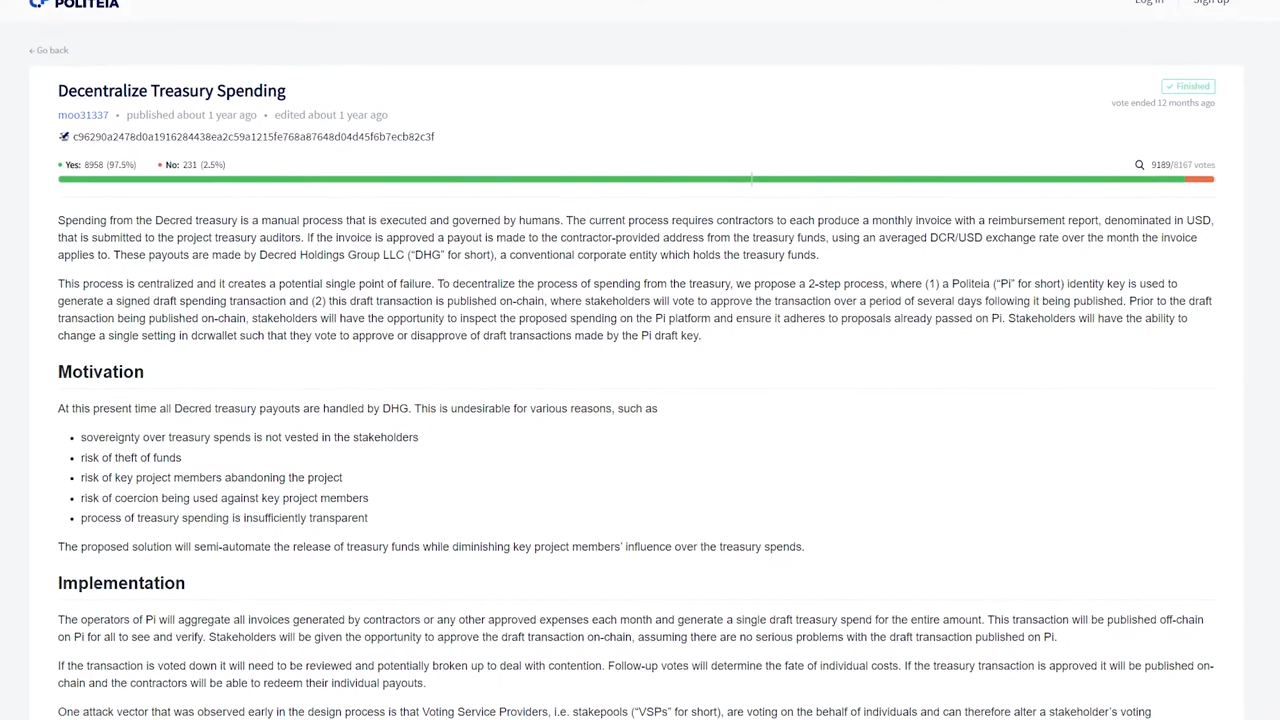 POLITEIA
Log in
Sign up
← Go back
Decentralize Treasury Spending
✓ Finished
moo31337 • published about 1 year ago • edited about 1 year ago
vote ended 12 months ago
c96290a2478d0a1916284438ea2c59a1215fe768a87648d04d45f6b7ecb82c3f
• Yes: 8958 (97.5%) • No: 231 (2.5%)
9189/8167 votes
Spending from the Decred treasury is a manual process that is executed and governed by humans. The current process requires contractors to each produce a monthly invoice with a reimbursement report, denominated in USD,
that is submitted to the project treasury auditors. If the invoice is approved a payout is made to the contractor-provided address from the treasury funds, using an averaged DCR/USD exchange rate over the month the invoice
applies to. These payouts are made by Decred Holdings Group LLC (“DHG” for short), a conventional corporate entity which holds the treasury funds.
This process is centralized and it creates a potential single point of failure. To decentralize the process of spending from the treasury, we propose a 2-step process, where (1) a Politeia (“Pi” for short) identity key is used to
generate a signed draft spending transaction and (2) this draft transaction is published on-chain, where stakeholders will vote to approve the transaction over a period of several days following it being published. Prior to the draft
transaction being published on-chain, stakeholders will have the opportunity to inspect the proposed spending on the Pi platform and ensure it adheres to proposals already passed on Pi. Stakeholders will have the ability to
change a single setting in dcrwallet such that they vote to approve or disapprove of draft transactions made by the Pi draft key.
Motivation
At this present time all Decred treasury payouts are handled by DHG. This is undesirable for various reasons, such as
• sovereignty over treasury spends is not vested in the stakeholders
• risk of theft of funds
• risk of key project members abandoning the project
• risk of coercion being used against key project members
• process of treasury spending is insufficiently transparent
The proposed solution will semi-automate the release of treasury funds while diminishing key project members’ influence over the treasury spends.
Implementation
The operators of Pi will aggregate all invoices generated by contractors or any other approved expenses each month and generate a single draft treasury spend for the entire amount. This transaction will be published off-chain
on Pi for all to see and verify. Stakeholders will be given the opportunity to approve the draft transaction on-chain, assuming there are no serious problems with the draft transaction published on Pi.
If the transaction is voted down it will need to be reviewed and potentially broken up to deal with contention. Follow-up votes will determine the fate of individual costs. If the treasury transaction is approved it will be published on-
chain and the contractors will be able to redeem their individual payouts.
One attack vector that was observed early in the design process is that Voting Service Providers, i.e. stakepools (“VSPs” for short), are voting on the behalf of individuals and can therefore alter a stakeholder’s voting